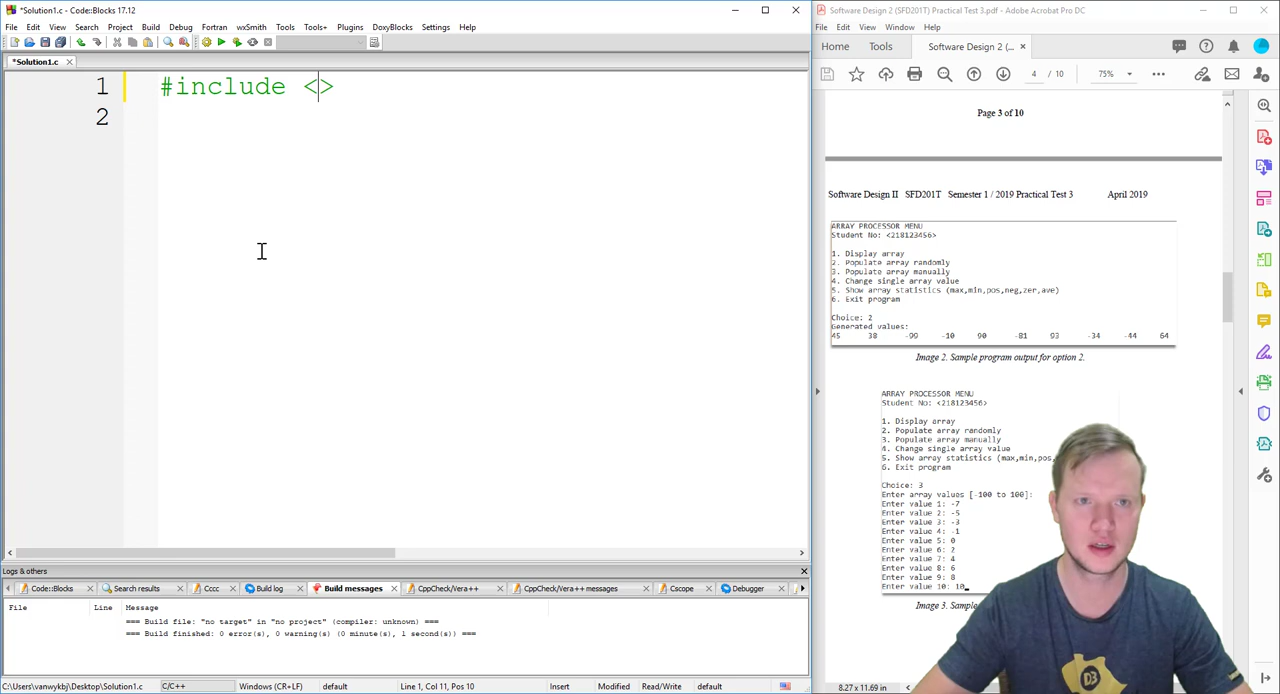 *Solution1.c - Code::Blocks 17.12
File Edit View Search Project Build Debug Fortran wxSmith Tools Tools+ Plugins DoxyBlocks Settings Help
*Solution1.c
1 #include <>
2
Logs & others
Code::Blocks Search results Cccc Build log Build messages CppCheck/Vera++ CppCheck/Vera++ messages Cscope Debugger
File Line Message
=== Build file: "no target" in "no project" (compiler: unknown) ===
=== Build finished: 0 error(s), 0 warning(s) (0 minute(s), 1 second(s)) ===
C:\Users\vanwykbj\Desktop\Solution1.c C/C++ Windows (CR+LF) default Line 1, Col 11, Pos 10 Insert Modified Read/Write default
Software Design 2 (SFD201T) Practical Test 3.pdf - Adobe Acrobat Pro DC
File Edit View Window Help
Home Tools Software Design 2 (...
4 / 10 75%
Page 3 of 10
Software Design II SFD201T Semester 1 / 2019 Practical Test 3 April 2019
ARRAY PROCESSOR MENU
Student No: <218123456>
1. Display array
2. Populate array randomly
3. Populate array manually
4. Change single array value
5. Show array statistics (max,min,pos,neg,zer,ave)
6. Exit program
Choice: 2
Generated values:
45 38 -99 -10 90 -81 93 -34 -44 64
Image 2. Sample program output for option 2.
ARRAY PROCESSOR MENU
Student No: <218123456>
1. Display array
2. Populate array randomly
3. Populate array manually
4. Change single array value
5. Show array statistics (max,min,pos,
6. Exit program
Choice: 3
Enter array values [-100 to 100]:
Enter value 1: -7
Enter value 2: -5
Enter value 3: -3
Enter value 4: -1
Enter value 5: 0
Enter value 6: 2
Enter value 7: 4
Enter value 8: 6
Enter value 9: 8
Enter value 10: 10_
Image 3. Sample
8.27 x 11.69 in
D3